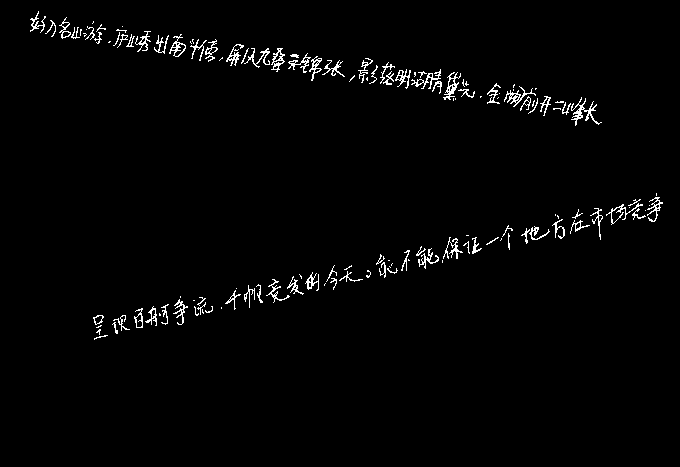 好入名山游,庐山秀出南斗傍,屏风九叠云锦张,影落明湖青黛光.金阙前开二峰长
呈现百舸争流,千帆竞发的今天。能不能保证一个地方在市场竞争